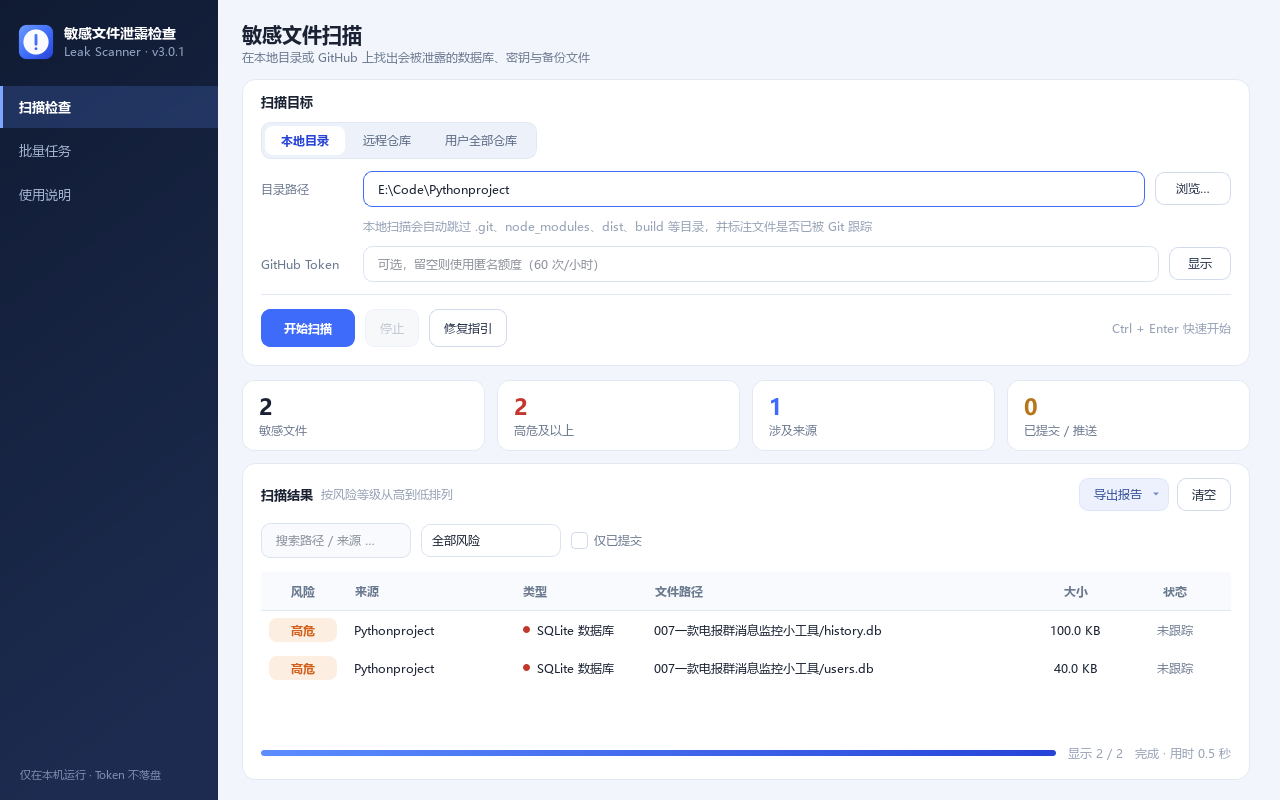 敏感文件泄露检查
Leak Scanner · v3.0.1
扫描检查
批量任务
使用说明
仅在本机运行 · Token 不落盘
敏感文件扫描
在本地目录或 GitHub 上找出会被泄露的数据库、密钥与备份文件
扫描目标
本地目录 远程仓库 用户全部仓库
目录路径 E:\Code\Pythonproject 浏览...
本地扫描会自动跳过 .git、node_modules、dist、build 等目录，并标注文件是否已被 Git 跟踪
GitHub Token 可选，留空则使用匿名额度（60 次/小时） 显示
开始扫描 停止 修复指引 Ctrl + Enter 快速开始
2 2 1 0
敏感文件 高危及以上 涉及来源 已提交 / 推送
扫描结果 按风险等级从高到低排列 导出报告 清空
搜索路径 / 来源 ... 全部风险 仅已提交
风险 来源 类型 文件路径 大小 状态
高危 Pythonproject SQLite 数据库 007一款电报群消息监控小工具/history.db 100.0 KB 未跟踪
高危 Pythonproject SQLite 数据库 007一款电报群消息监控小工具/users.db 40.0 KB 未跟踪
显示 2 / 2 完成 · 用时 0.5 秒